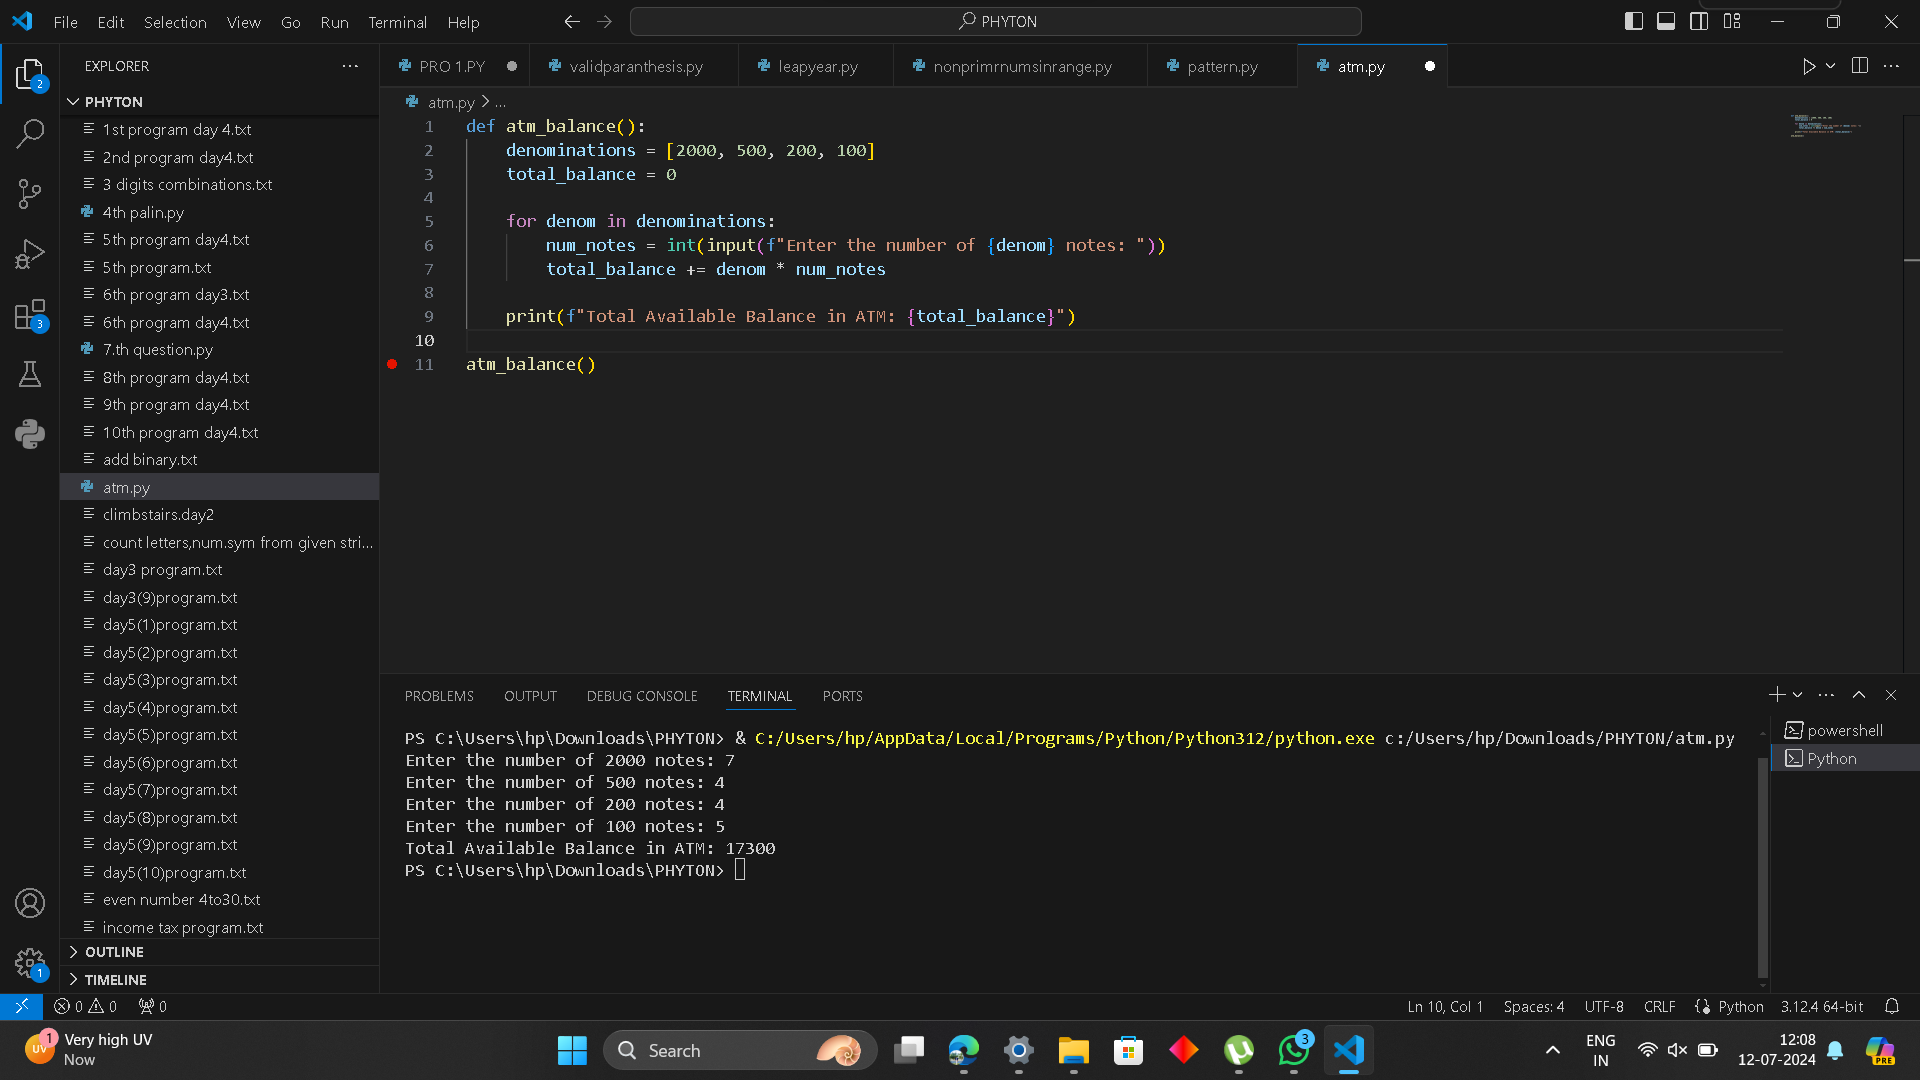 File Edit Selection View Go Run Terminal Help
PHYTON
EXPLORER
PRO 1.PY
validparanthesis.py
leapyear.py
nonprimrnumsinrange.py
pattern.py
atm.py
2
PHYTON
1st program day 4.txt
2nd program day4.txt
3 digits combinations.txt
4th palin.py
5th program day4.txt
5th program.txt
6th program day3.txt
6th program day4.txt
7.th question.py
8th program day4.txt
9th program day4.txt
10th program day4.txt
add binary.txt
atm.py
climbstairs.day2
count letters,num.sym from given stri...
day3 program.txt
day3(9)program.txt
day5(1)program.txt
day5(2)program.txt
day5(3)program.txt
day5(4)program.txt
day5(5)program.txt
day5(6)program.txt
day5(7)program.txt
day5(8)program.txt
day5(9)program.txt
day5(10)program.txt
even number 4to30.txt
income tax program.txt
OUTLINE
TIMELINE
3
1
atm.py > ...
1 def atm_balance():
2     denominations = [2000, 500, 200, 100]
3     total_balance = 0
4
5     for denom in denominations:
6         num_notes = int(input(f"Enter the number of {denom} notes: "))
7         total_balance += denom * num_notes
8
9     print(f"Total Available Balance in ATM: {total_balance}")
10
11 atm_balance()
PROBLEMS OUTPUT DEBUG CONSOLE TERMINAL PORTS
PS C:\Users\hp\Downloads\PHYTON> & C:/Users/hp/AppData/Local/Programs/Python/Python312/python.exe c:/Users/hp/Downloads/PHYTON/atm.py
Enter the number of 2000 notes: 7
Enter the number of 500 notes: 4
Enter the number of 200 notes: 4
Enter the number of 100 notes: 5
Total Available Balance in ATM: 17300
PS C:\Users\hp\Downloads\PHYTON>
powershell
Python
0 0 0
Ln 10, Col 1 Spaces: 4 UTF-8 CRLF Python 3.12.4 64-bit
UV
1
Very high UV
Now
Search
3
ENG
IN
12:08
12-07-2024
PRE